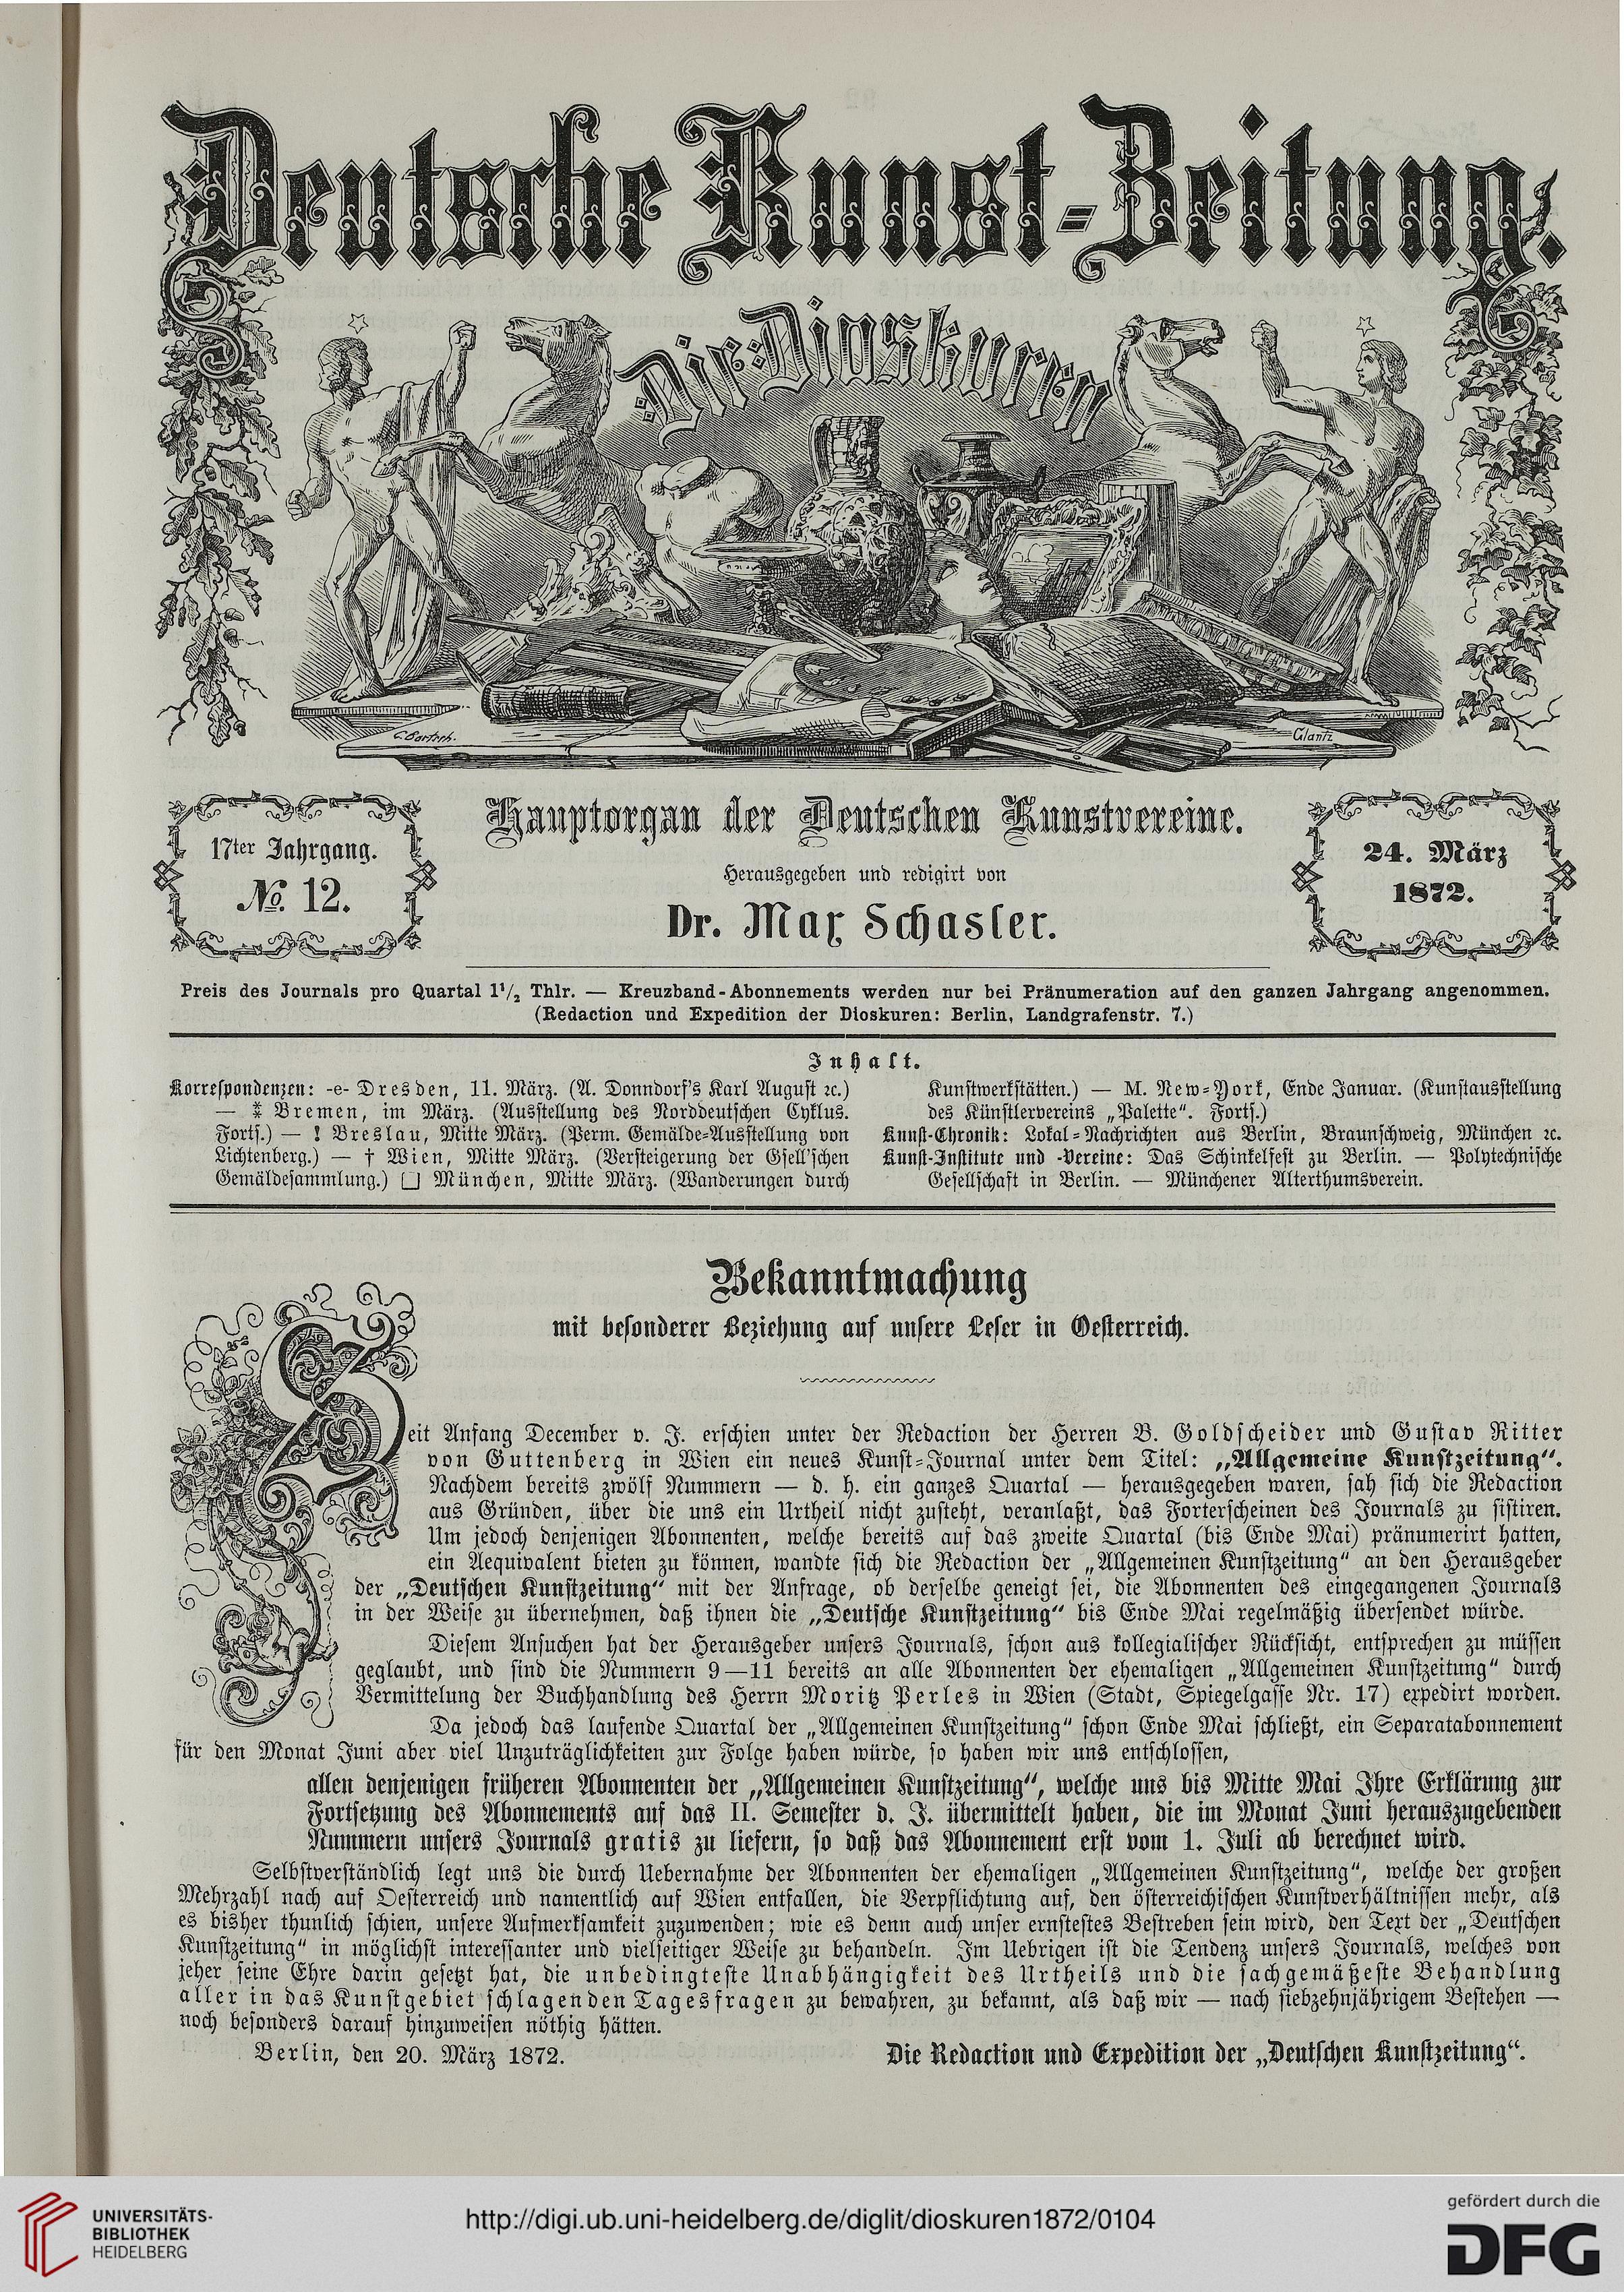 Deutsche Kunst-Zeitung.
Die Dioskuren
C. Bartsch.
Glantz
17ter Jahrgang.
No. 12.
Hauptorgan der Deutschen Kunstvereine.
Herausgegeben und redigirt von
Dr. Max Schasler.
24. März
1872.
Preis des Journals pro Quartal 1¹/₂ Thlr. — Kreuzband-Abonnements werden nur bei Pränumeration auf den ganzen Jahrgang angenommen.
(Redaction und Expedition der Dioskuren: Berlin, Landgrafenstr. 7.)
Inhalt.
Korrespondenzen: -e- Dresden, 11. März. (A. Donndorf's Karl August ꝛc.)
— ⁑ Bremen, im März. (Ausstellung des Norddeutschen Cyklus.
Forts.) — ! Breslau, Mitte März. (Perm. Gemälde-Ausstellung von
Lichtenberg.) — † Wien, Mitte März. (Versteigerung der Gsell'schen
Gemäldesammlung.) □ München, Mitte März. (Wanderungen durch
Kunstwerkstätten.) — M. New-York, Ende Januar. (Kunstausstellung
des Künstlervereins „Palette“. Forts.)
Kunst-Chronik: Lokal-Nachrichten aus Berlin, Braunschweig, München ꝛc.
Kunst-Institute und -Vereine: Das Schinkelfest zu Berlin. — Polytechnische
Gesellschaft in Berlin. — Münchener Alterthumsverein.
Bekanntmachung
mit besonderer Beziehung auf unsere Leser in Oesterreich.
Seit Anfang December v. J. erschien unter der Redaction der Herren B. Goldscheider und Gustav Ritter
von Guttenberg in Wien ein neues Kunst-Journal unter dem Titel: „Allgemeine Kunstzeitung“.
Nachdem bereits zwölf Nummern — d. h. ein ganzes Quartal — herausgegeben waren, sah sich die Redaction
aus Gründen, über die uns ein Urtheil nicht zusteht, veranlaßt, das Forterscheinen des Journals zu sistiren.
Um jedoch denjenigen Abonnenten, welche bereits auf das zweite Quartal (bis Ende Mai) pränumerirt hatten,
ein Aequivalent bieten zu können, wandte sich die Redaction der „Allgemeinen Kunstzeitung“ an den Herausgeber
der „Deutschen Kunstzeitung“ mit der Anfrage, ob derselbe geneigt sei, die Abonnenten des eingegangenen Journals
in der Weise zu übernehmen, daß ihnen die „Deutsche Kunstzeitung“ bis Ende Mai regelmäßig übersendet würde.
Diesem Ansuchen hat der Herausgeber unsers Journals, schon aus kollegialischer Rücksicht, entsprechen zu müssen
geglaubt, und sind die Nummern 9—11 bereits an alle Abonnenten der ehemaligen „Allgemeinen Kunstzeitung“ durch
Vermittelung der Buchhandlung des Herrn Moritz Perles in Wien (Stadt, Spiegelgasse Nr. 17) expedirt worden.
Da jedoch das laufende Quartal der „Allgemeinen Kunstzeitung“ schon Ende Mai schließt, ein Separatabonnement
für den Monat Juni aber viel Unzuträglichkeiten zur Folge haben würde, so haben wir uns entschlossen,
allen denjenigen früheren Abonnenten der „Allgemeinen Kunstzeitung“, welche uns bis Mitte Mai Ihre Erklärung zur
Fortsetzung des Abonnements auf das II. Semester d. J. übermittelt haben, die im Monat Juni herauszugebenden
Nummern unsers Journals gratis zu liefern, so daß das Abonnement erst vom 1. Juli ab berechnet wird.
Selbstverständlich legt uns die durch Uebernahme der Abonnenten der ehemaligen „Allgemeinen Kunstzeitung“, welche der großen
Mehrzahl nach auf Oesterreich und namentlich auf Wien entfallen, die Verpflichtung auf, den österreichischen Kunstverhältnissen mehr, als
es bisher thunlich schien, unsere Aufmerksamkeit zuzuwenden; wie es denn auch unser ernstestes Bestreben sein wird, den Text der „Deutschen
Kunstzeitung“ in möglichst interessanter und vielseitiger Weise zu behandeln. Im Uebrigen ist die Tendenz unsers Journals, welches von
jeher seine Ehre darin gesetzt hat, die unbedingteste Unabhängigkeit des Urtheils und die sachgemäßeste Behandlung
aller in das Kunstgebiet schlagenden Tagesfragen zu bewahren, zu bekannt, als daß wir — nach siebzehnjährigem Bestehen —
noch besonders darauf hinzuweisen nöthig hätten.
Berlin, den 20. März 1872.
Die Redaction und Expedition der „Deutschen Kunstzeitung“.
UNIVERSITÄTS-
BIBLIOTHEK
HEIDELBERG
http://digi.ub.uni-heidelberg.de/diglit/dioskuren1872/0104
gefördert durch die
DFG